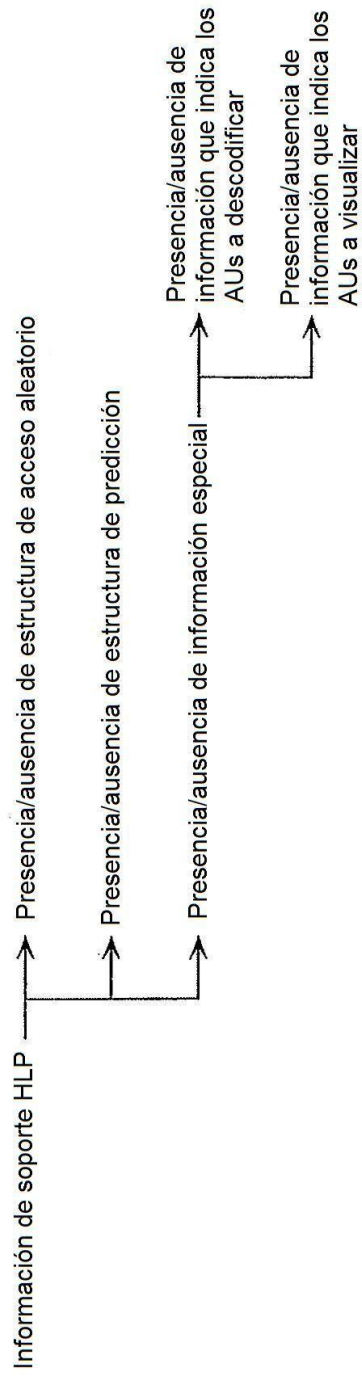 Información de soporte HLP
Presencia/ausencia de estructura de acceso aleatorio
Presencia/ausencia de estructura de predicción
Presencia/ausencia de información especial
Presencia/ausencia de
información que indica los
AUs a descodificar
Presencia/ausencia de
información que indica los
AUs a visualizar